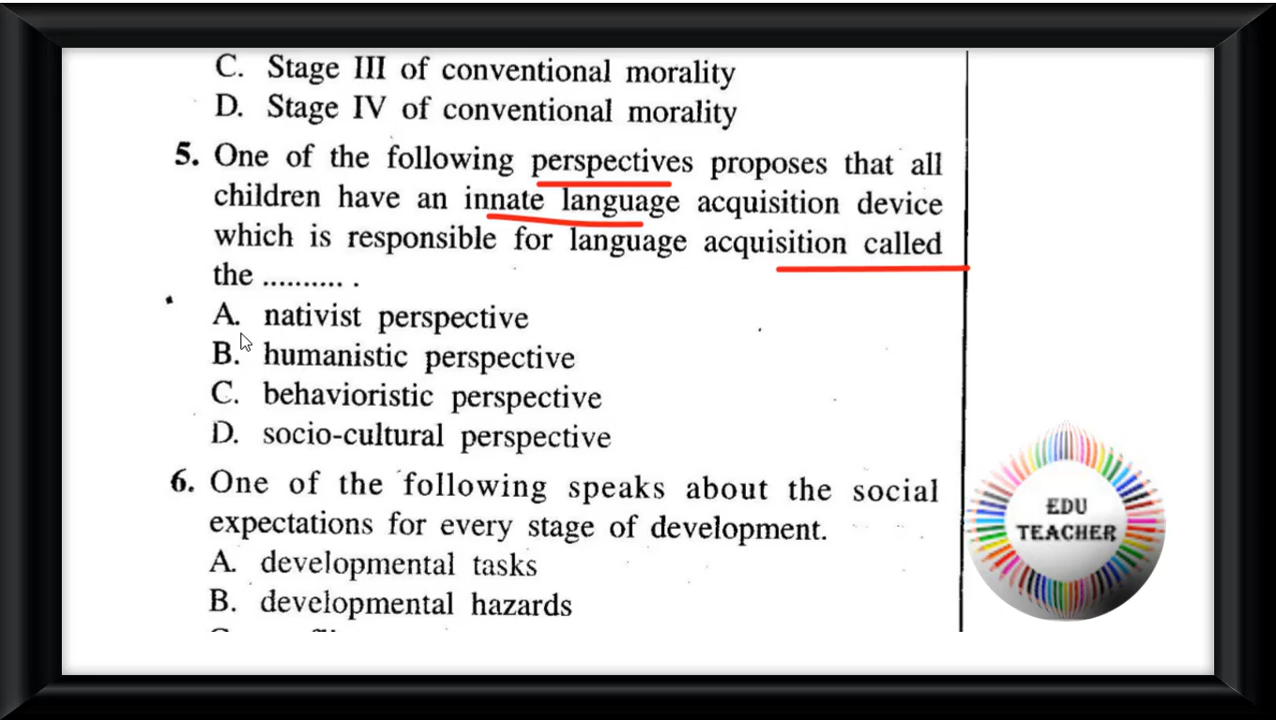 C. Stage III of conventional morality
D. Stage IV of conventional morality
5. One of the following perspectives proposes that all
children have an innate language acquisition device
which is responsible for language acquisition called
the .......... .
A. nativist perspective
B. humanistic perspective
C. behavioristic perspective
D. socio-cultural perspective
6. One of the following speaks about the social
expectations for every stage of development.
A. developmental tasks
B. developmental hazards
EDU
TEACHER